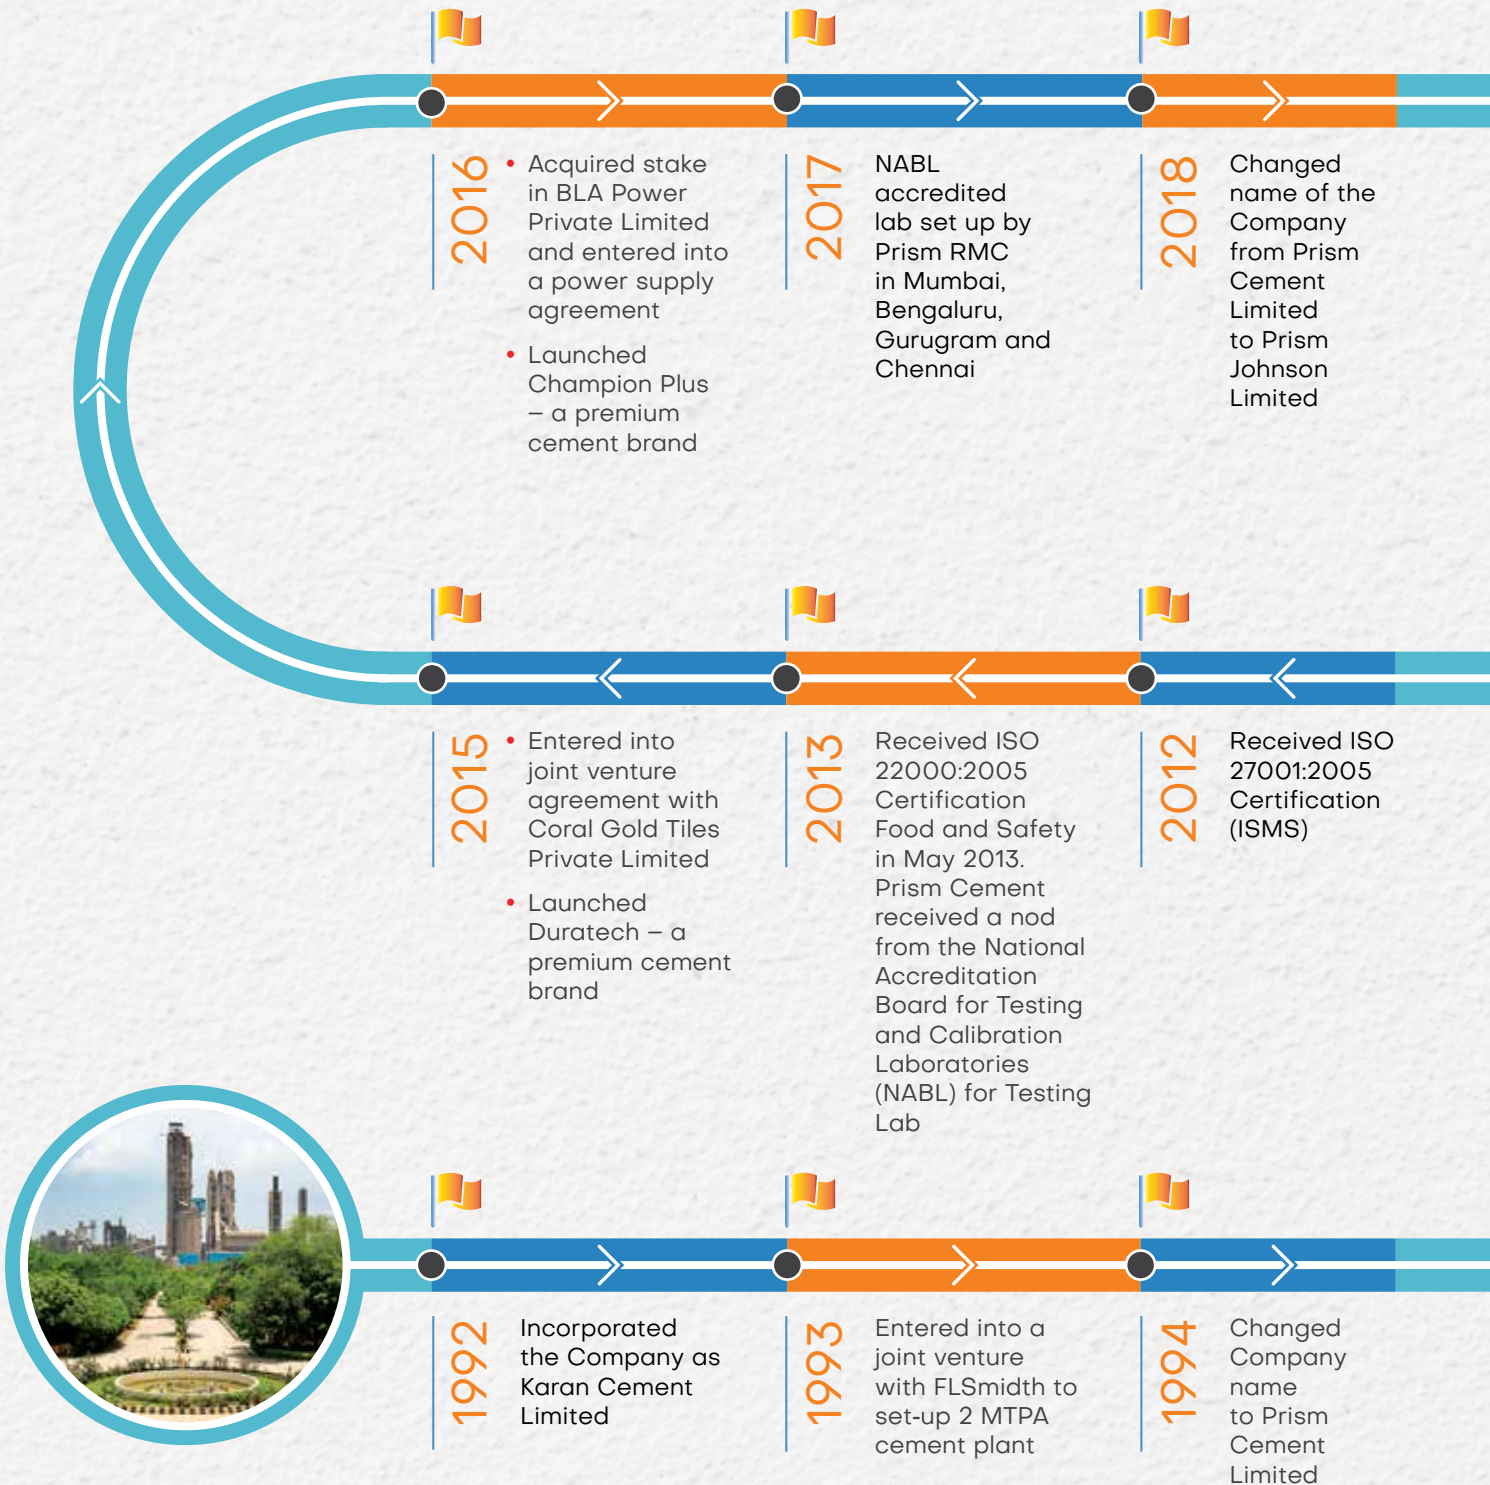 2016
• Acquired stake
in BLA Power
Private Limited
and entered into
a power supply
agreement
• Launched
Champion Plus
– a premium
cement brand
2017
NABL
accredited
lab set up by
Prism RMC
in Mumbai,
Bengaluru,
Gurugram and
Chennai
2018
Changed
name of the
Company
from Prism
Cement
Limited
to Prism
Johnson
Limited
2015
• Entered into
joint venture
agreement with
Coral Gold Tiles
Private Limited
• Launched
Duratech – a
premium cement
brand
2013
Received ISO
22000:2005
Certification
Food and Safety
in May 2013.
Prism Cement
received a nod
from the National
Accreditation
Board for Testing
and Calibration
Laboratories
(NABL) for Testing
Lab
2012
Received ISO
27001:2005
Certification
(ISMS)
1992
Incorporated
the Company as
Karan Cement
Limited
1993
Entered into a
joint venture
with FLSmidth to
set-up 2 MTPA
cement plant
1994
Changed
Company
name
to Prism
Cement
Limited